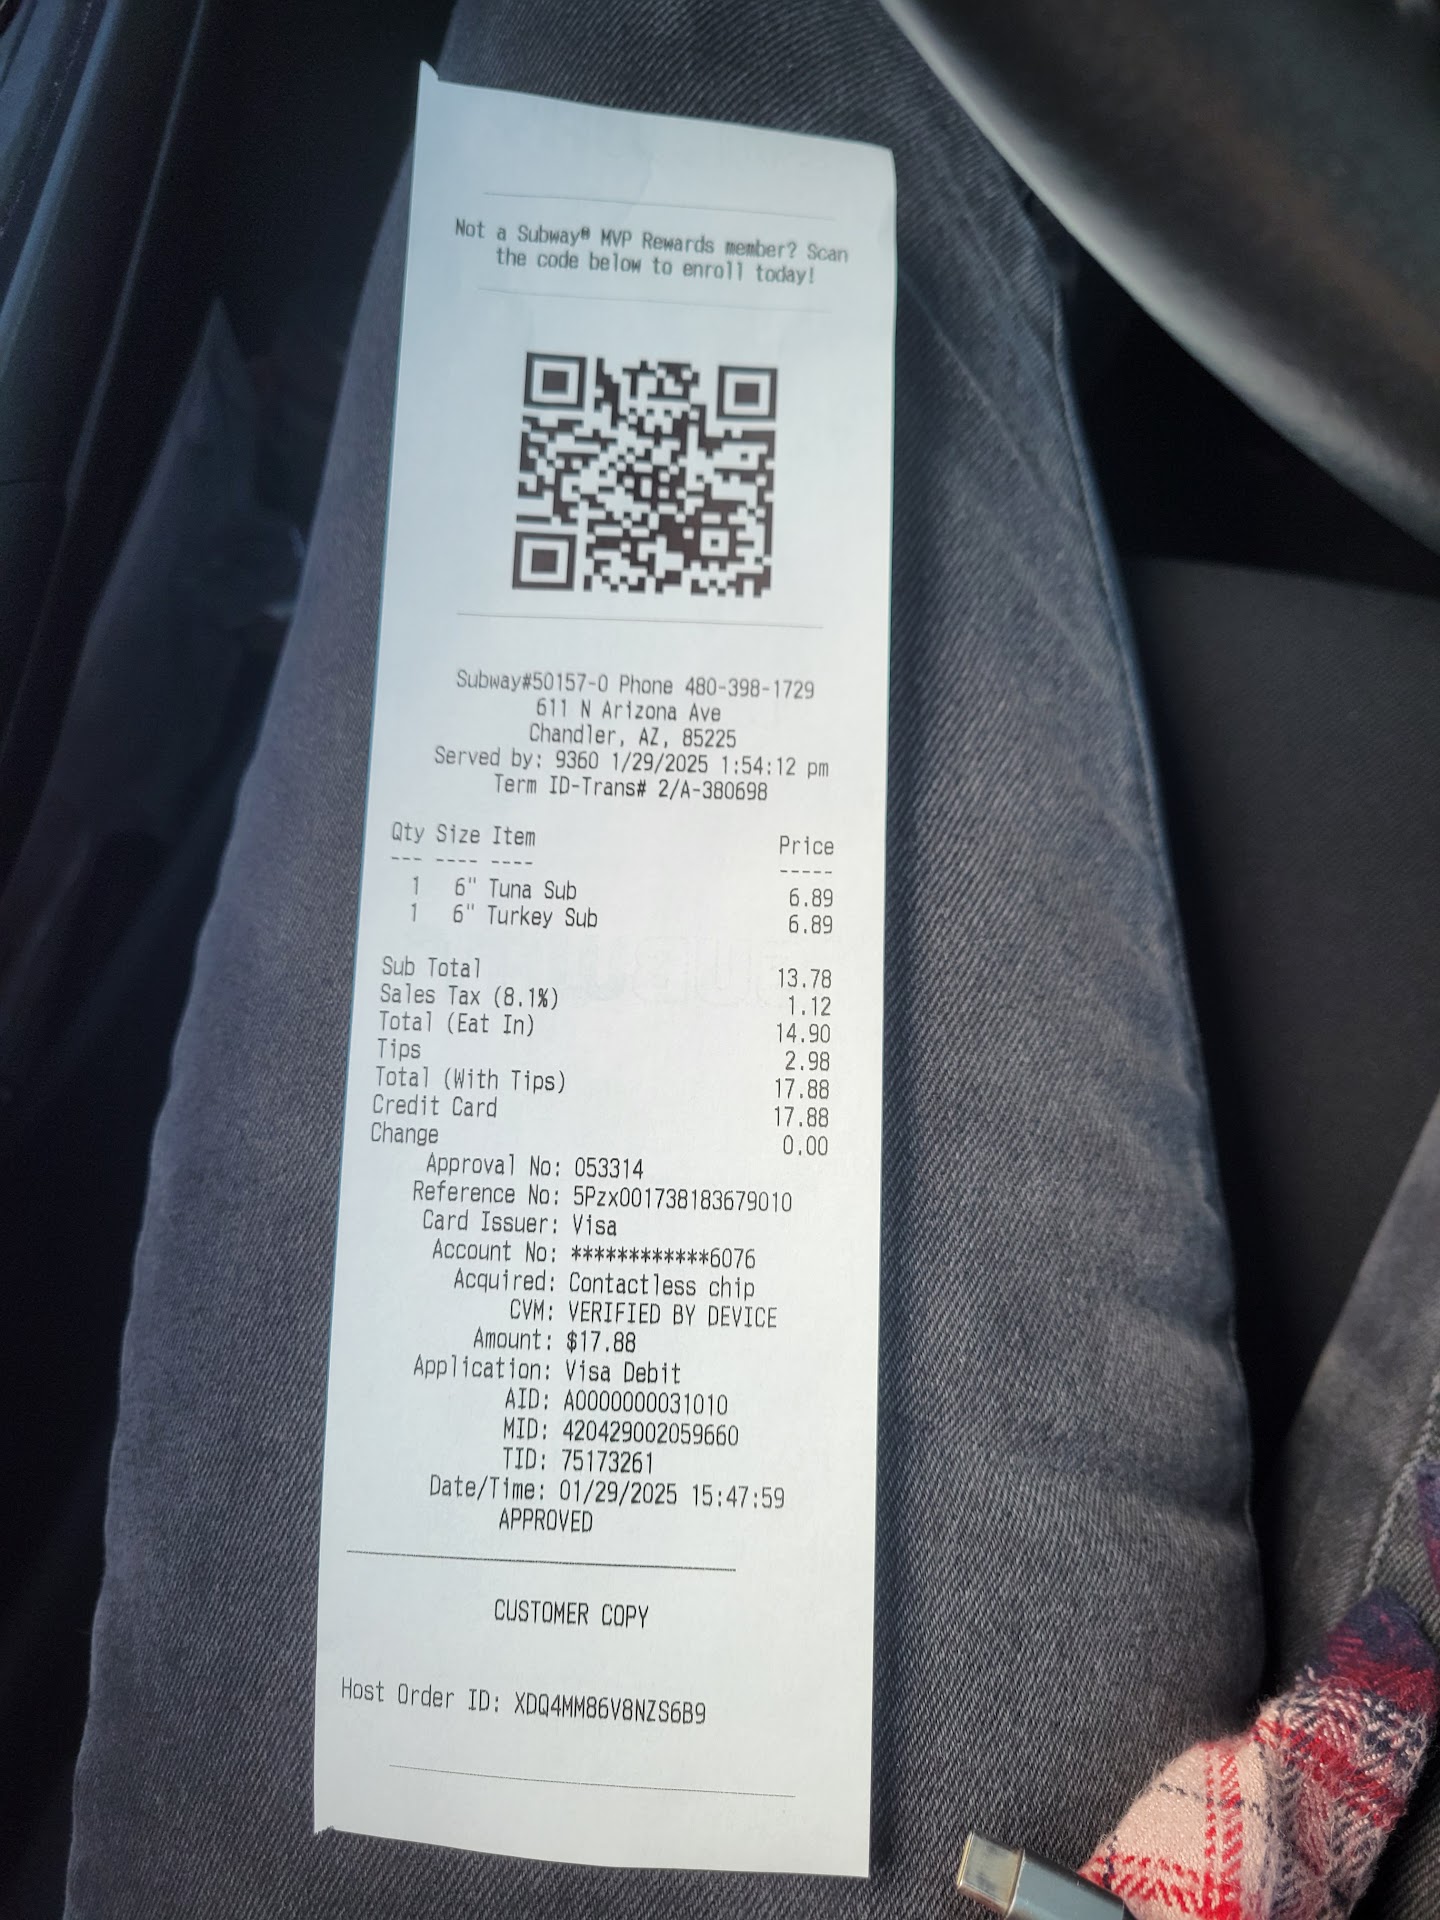 Not a Subway® MVP Rewards member? Scan
the code below to enroll today!
Subway#50157-0 Phone 480-398-1729
611 N Arizona Ave
Chandler, AZ, 85225
Served by: 9360 1/29/2025 1:54:12 pm
Term ID-Trans# 2/A-380698
Qty Size Item Price
--- ---- ---- -----
1 6" Tuna Sub 6.89
1 6" Turkey Sub 6.89
Sub Total 13.78
Sales Tax (8.1%) 1.12
Total (Eat In) 14.90
Tips 2.98
Total (With Tips) 17.88
Credit Card 17.88
Change 0.00
Approval No: 053314
Reference No: 5Pzx001738183679010
Card Issuer: Visa
Account No: ************6076
Acquired: Contactless chip
CVM: VERIFIED BY DEVICE
Amount: $17.88
Application: Visa Debit
AID: A0000000031010
MID: 420429002059660
TID: 75173261
Date/Time: 01/29/2025 15:47:59
APPROVED
CUSTOMER COPY
Host Order ID: XDQ4MM86V8NZS6B9